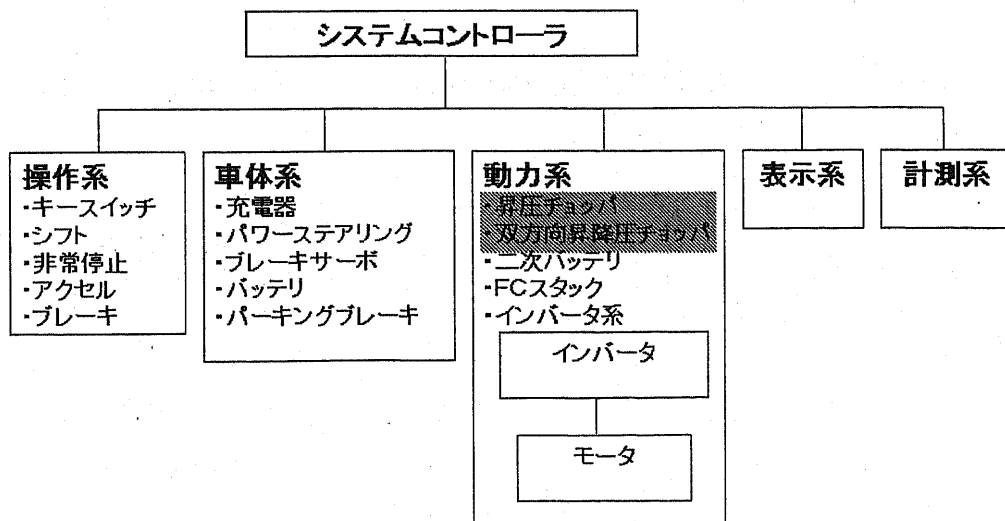 システムコントローラ
操作系
・キースイッチ
・シフト
・非常停止
・アクセル
・ブレーキ
車体系
・充電器
・パワーステアリング
・ブレーキサーボ
・バッテリ
・パーキングブレーキ
動力系
・昇圧チョッパ
・双方向昇降圧チョッパ
・二次バッテリ
・FCスタック
・インバータ系
インバータ
モータ
表示系
計測系